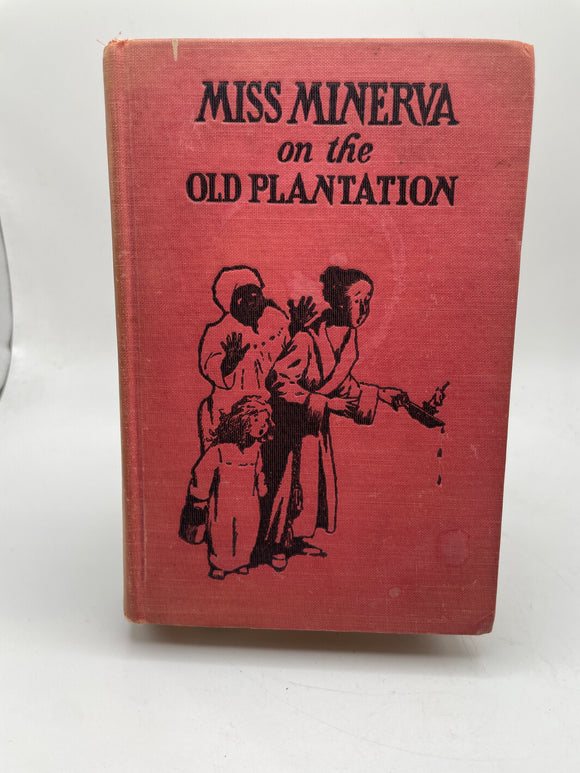 MISS MINERVA
on the
OLD PLANTATION